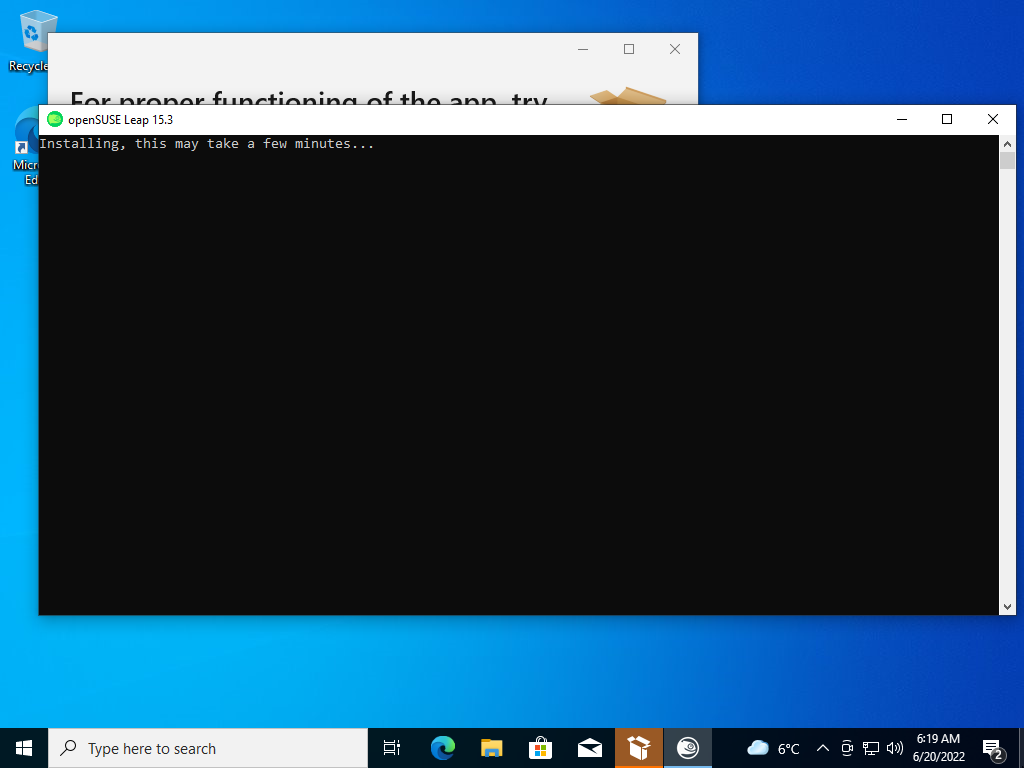 Recycle
For proper functioning of the app, try
openSUSE Leap 15.3
Installing, this may take a few minutes...
Micr
Ed
Type here to search
6°C
6:19 AM
6/20/2022
2